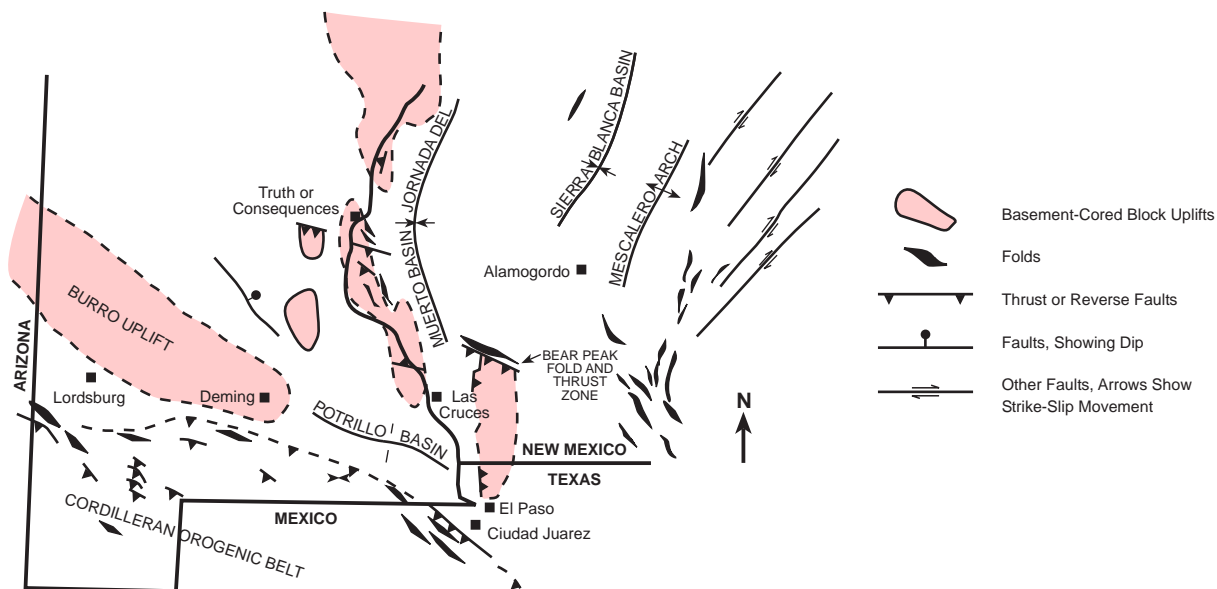 Truth or
Consequences
MUERTO BASIN JORNADA DEL
SIERRA BLANCA BASIN
MESCALERO ARCH
Alamogordo
BURRO UPLIFT
ARIZONA
Lordsburg
Deming
Las
Cruces
BEAR PEAK
FOLD AND
THRUST
ZONE
POTRILLO BASIN
NEW MEXICO
TEXAS
N
MEXICO
El Paso
Ciudad Juarez
CORDILLERAN OROGENIC BELT
Basement-Cored Block Uplifts
Folds
Thrust or Reverse Faults
Faults, Showing Dip
Other Faults, Arrows Show
Strike-Slip Movement